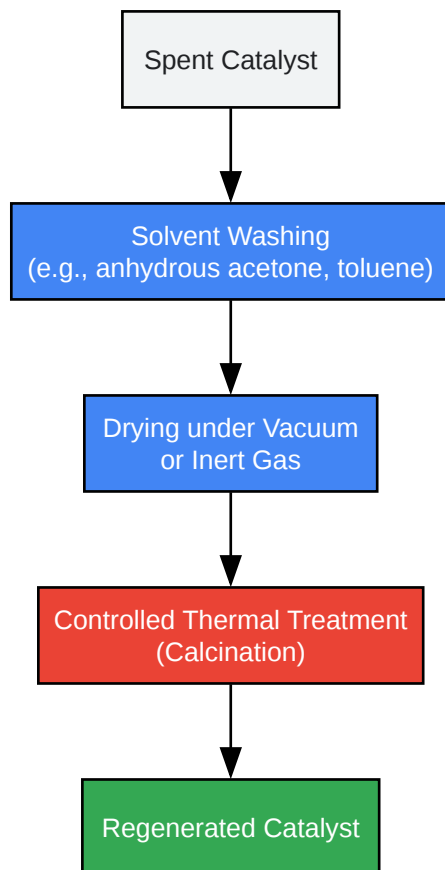 Spent Catalyst
Solvent Washing
(e.g., anhydrous acetone, toluene)
Drying under Vacuum
or Inert Gas
Controlled Thermal Treatment
(Calcination)
Regenerated Catalyst